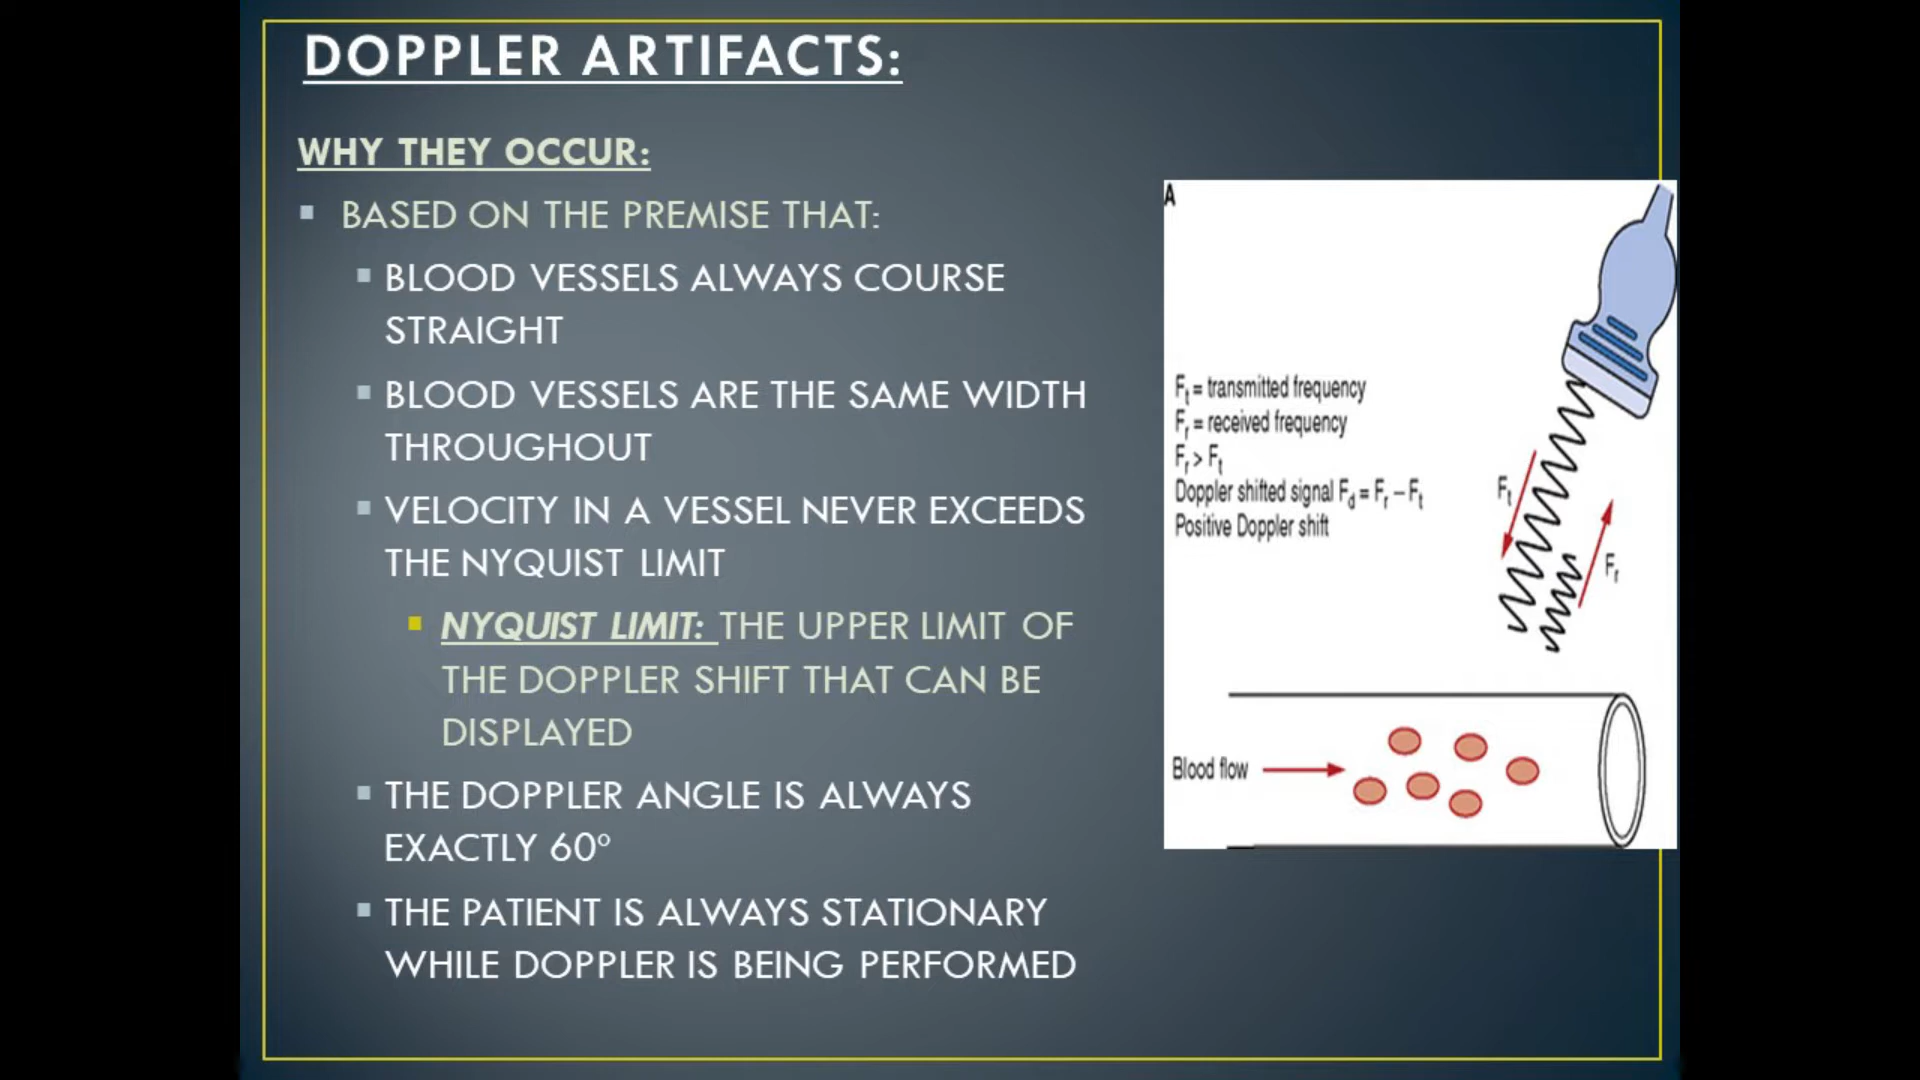 DOPPLER ARTIFACTS:
WHY THEY OCCUR:
BASED ON THE PREMISE THAT:
BLOOD VESSELS ALWAYS COURSE
STRAIGHT
BLOOD VESSELS ARE THE SAME WIDTH
THROUGHOUT
VELOCITY IN A VESSEL NEVER EXCEEDS
THE NYQUIST LIMIT
NYQUIST LIMIT: THE UPPER LIMIT OF
THE DOPPLER SHIFT THAT CAN BE
DISPLAYED
THE DOPPLER ANGLE IS ALWAYS
EXACTLY 60º
THE PATIENT IS ALWAYS STATIONARY
WHILE DOPPLER IS BEING PERFORMED
A
Ft = transmitted frequency
Fr = received frequency
Fr > Ft
Doppler shifted signal Fd = Fr – Ft
Positive Doppler shift
Ft
Fr
Blood flow